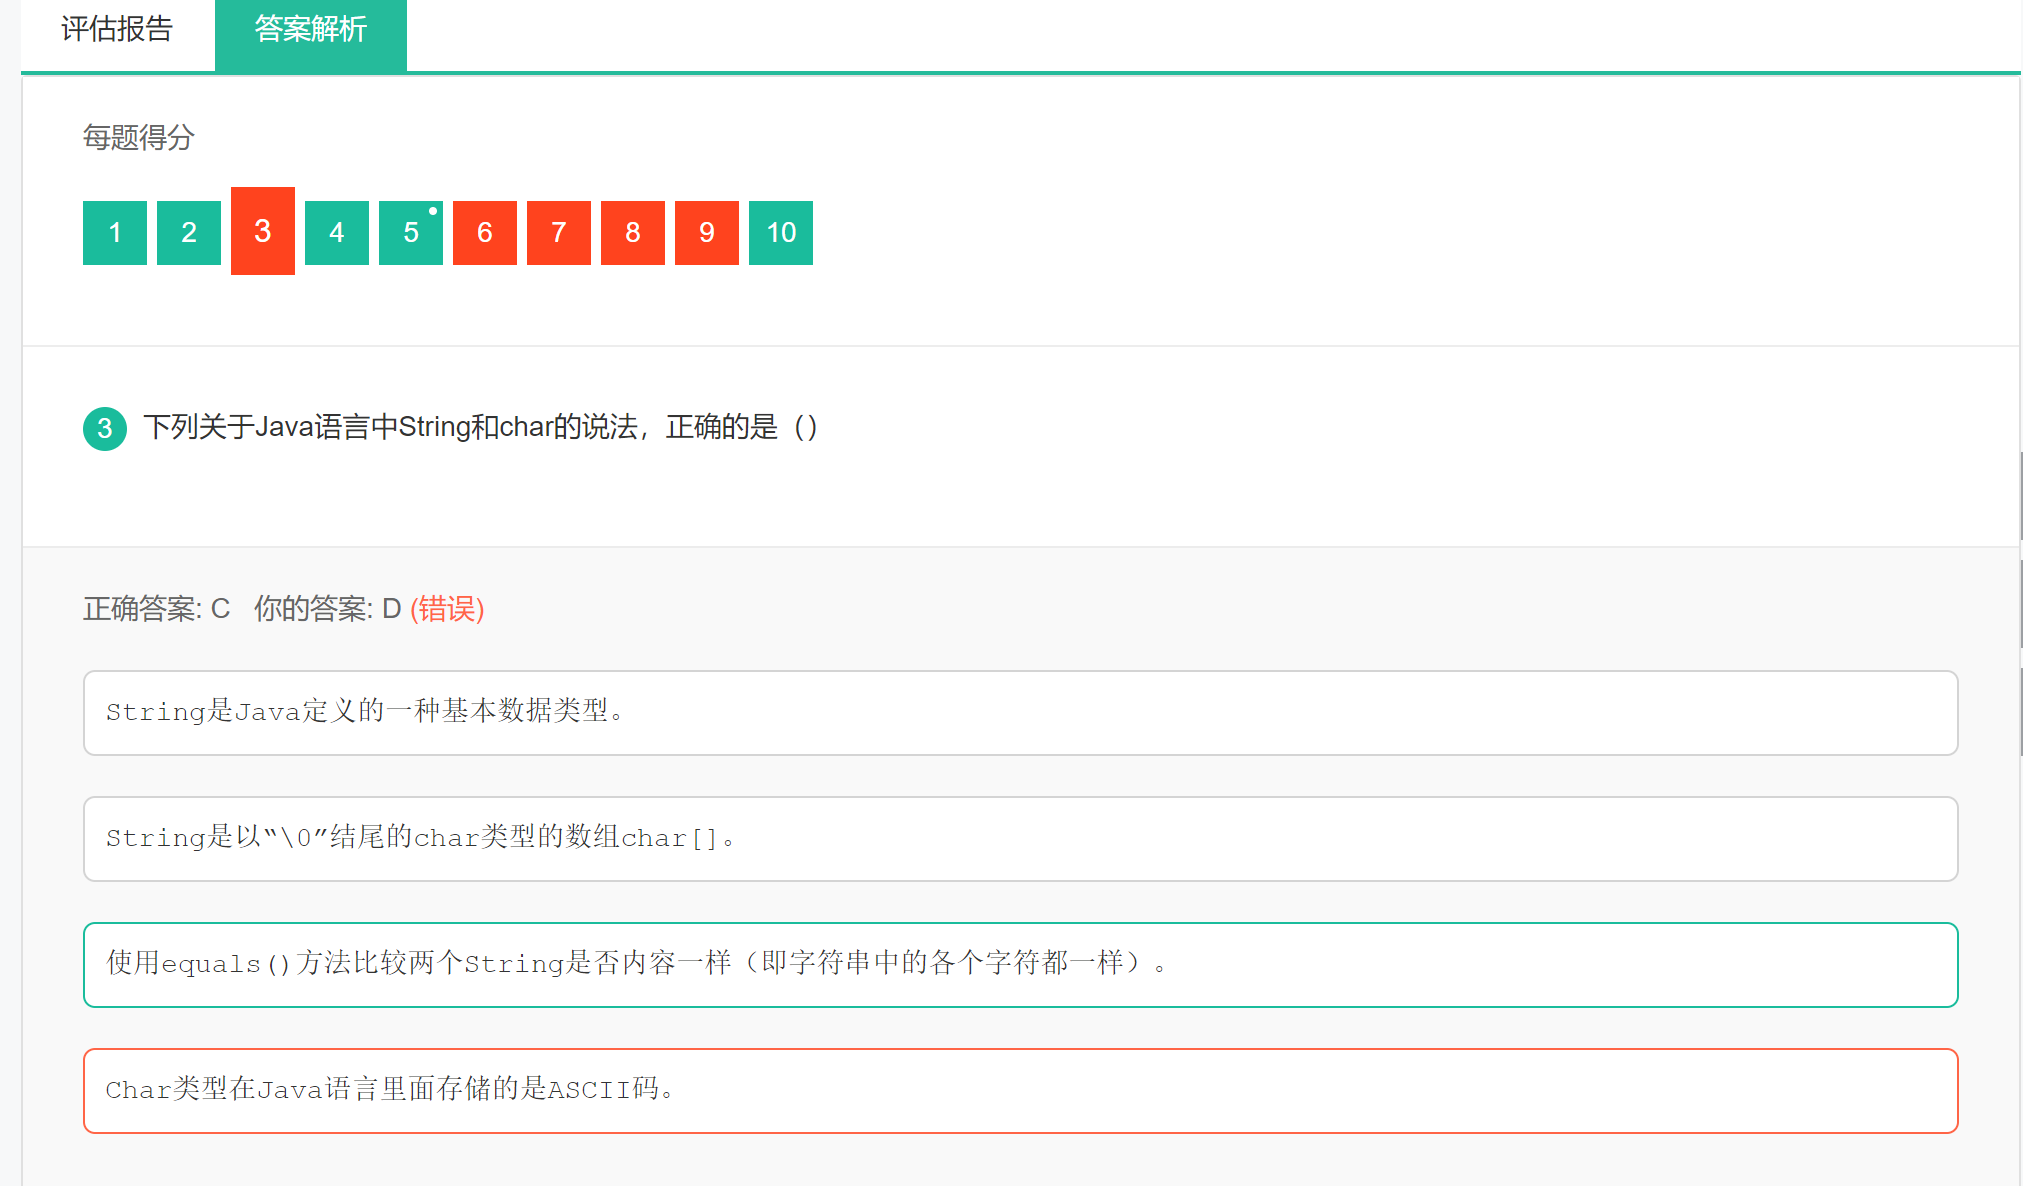 评估报告 答案解析
每题得分
1 2 3 4 5 6 7 8 9 10
3 下列关于Java语言中String和char的说法，正确的是（）
正确答案: C 你的答案: D (错误)
String是Java定义的一种基本数据类型。
String是以“\0”结尾的char类型的数组char[]。
使用equals()方法比较两个String是否内容一样（即字符串中的各个字符都一样）。
Char类型在Java语言里面存储的是ASCII码。